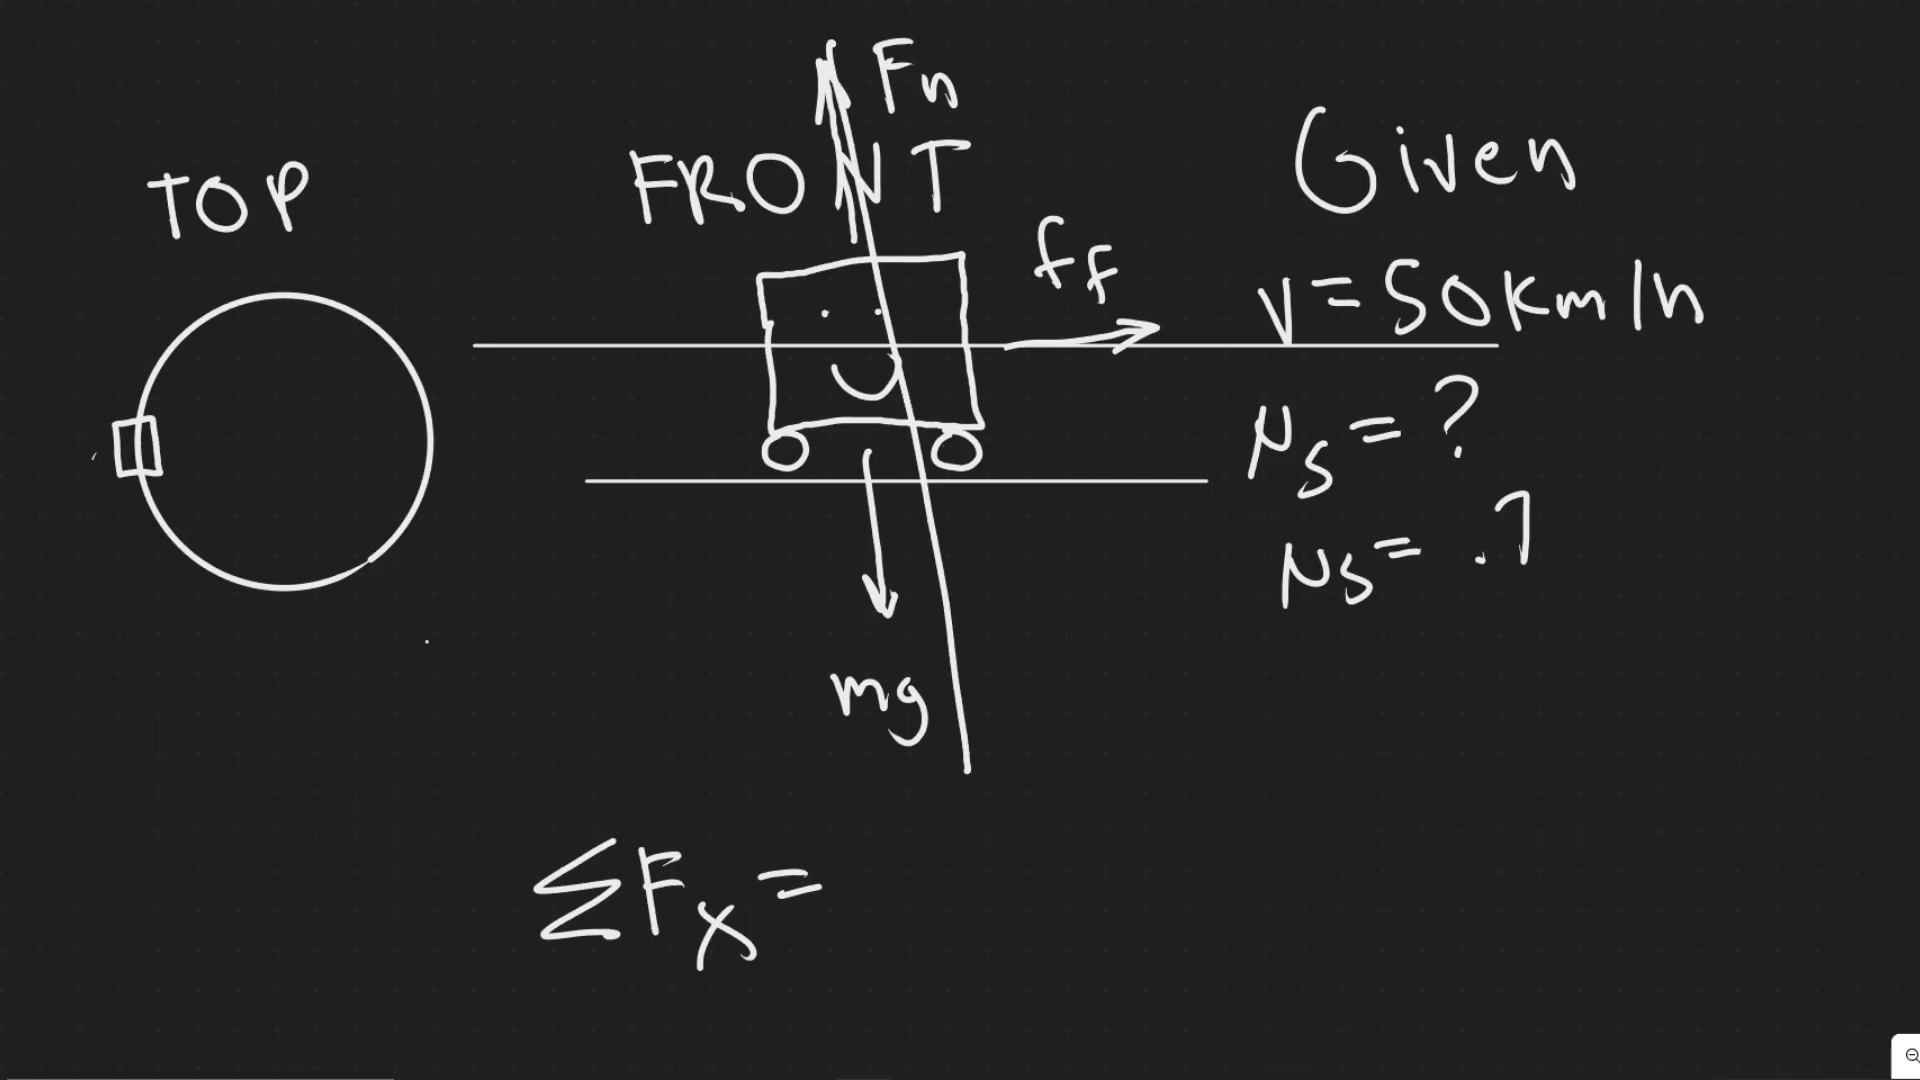 TOP
FRONT
Fn
ff
mg
ΣFx=
Given
v=50km/h
μs=?
μs=.7